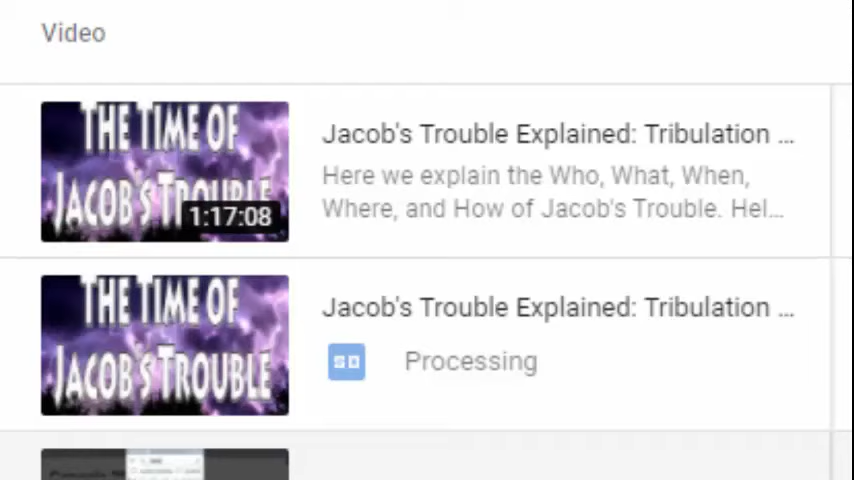 Video
THE TIME OF
JACOB'S TROUBLE
1:17:08
Jacob's Trouble Explained: Tribulation ...
Here we explain the Who, What, When,
Where, and How of Jacob's Trouble. Hel...
THE TIME OF
JACOB'S TROUBLE
Jacob's Trouble Explained: Tribulation ...
SD
Processing